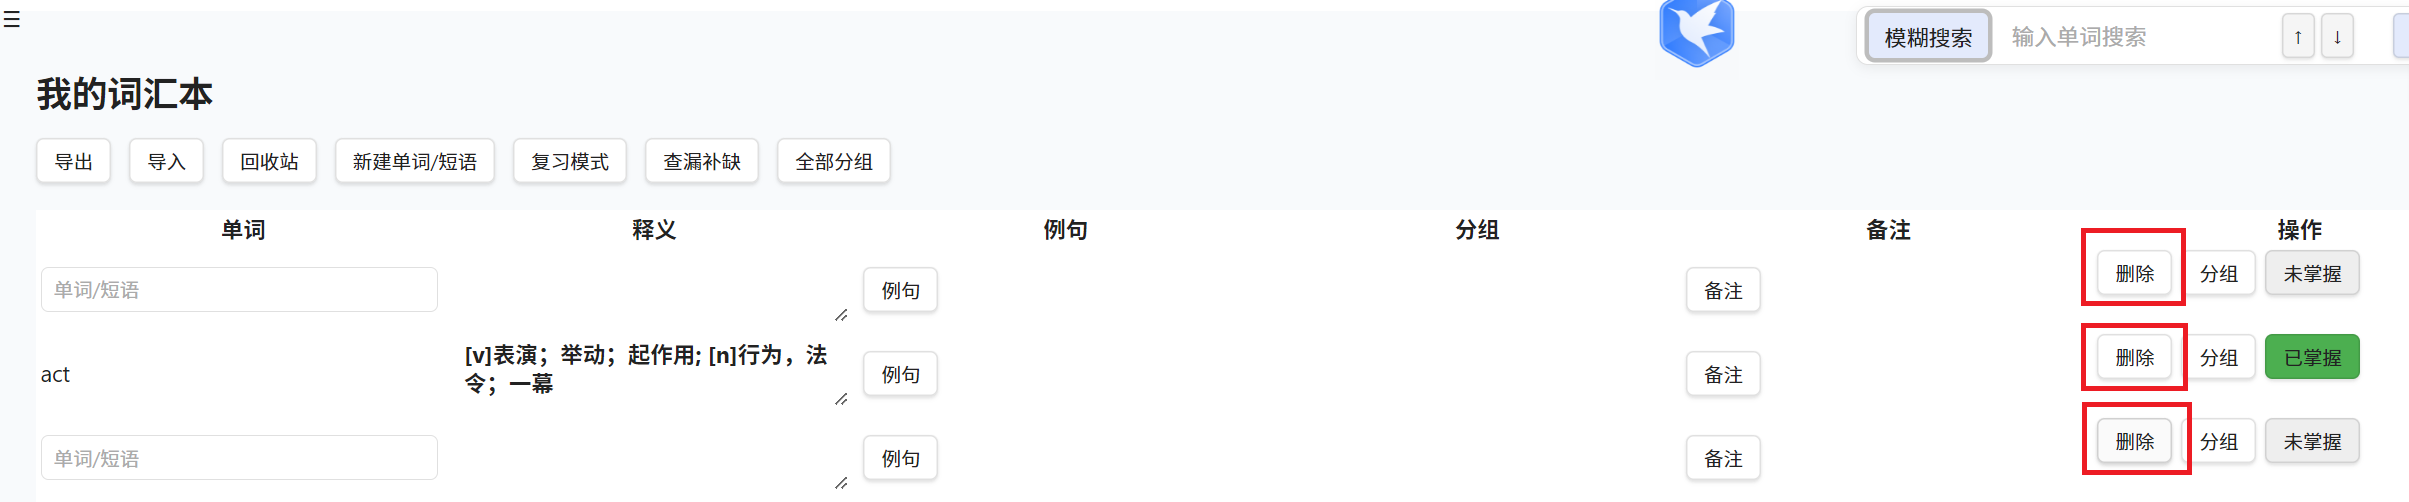 ☰
模糊搜索 输入单词搜索 ↑ ↓
我的词汇本
导出 导入 回收站 新建单词/短语 复习模式 查漏补缺 全部分组
单词 释义 例句 分组 备注 操作
单词/短语 例句 备注 删除 分组 未掌握
act [v]表演；举动；起作用; [n]行为，法
令；一幕 例句 备注 删除 分组 已掌握
单词/短语 例句 备注 删除 分组 未掌握